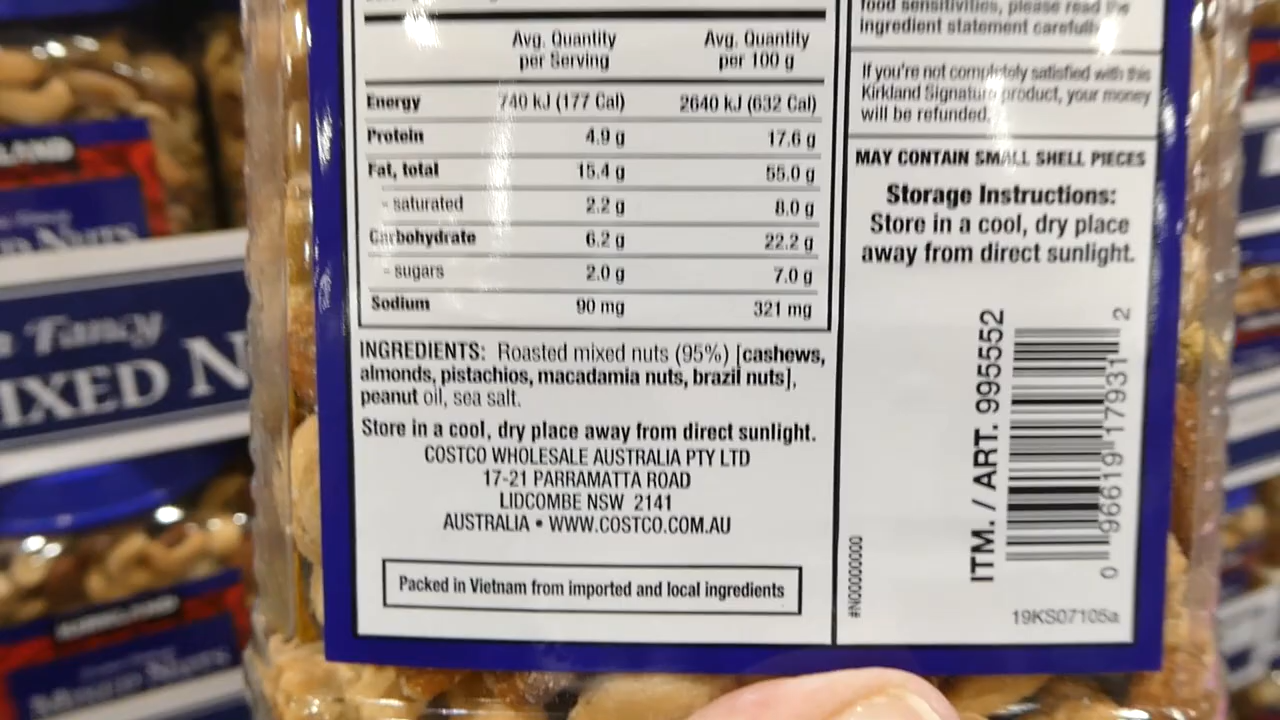 Avg. Quantity per Serving
Avg. Quantity per 100 g
Energy 740 kJ (177 Cal) 2640 kJ (632 Cal)
Protein 4.9 g 17.6 g
Fat, total 15.4 g 55.0 g
- saturated 2.2 g 8.0 g
Carbohydrate 6.2 g 22.2 g
- sugars 2.0 g 7.0 g
Sodium 90 mg 321 mg
INGREDIENTS: Roasted mixed nuts (95%) [cashews,
almonds, pistachios, macadamia nuts, brazil nuts],
peanut oil, sea salt.
Store in a cool, dry place away from direct sunlight.
COSTCO WHOLESALE AUSTRALIA PTY LTD
17-21 PARRAMATTA ROAD
LIDCOMBE NSW 2141
AUSTRALIA • WWW.COSTCO.COM.AU
Packed in Vietnam from imported and local ingredients
food sensitivities, please read the
ingredient statement carefully
If you're not completely satisfied with this
Kirkland Signature product, your money
will be refunded.
MAY CONTAIN SMALL SHELL PIECES
Storage Instructions:
Store in a cool, dry place
away from direct sunlight.
ITM. / ART. 995552
0 96619 17931 2
#N00000000
19KS07105a
Fancy
MIXED N